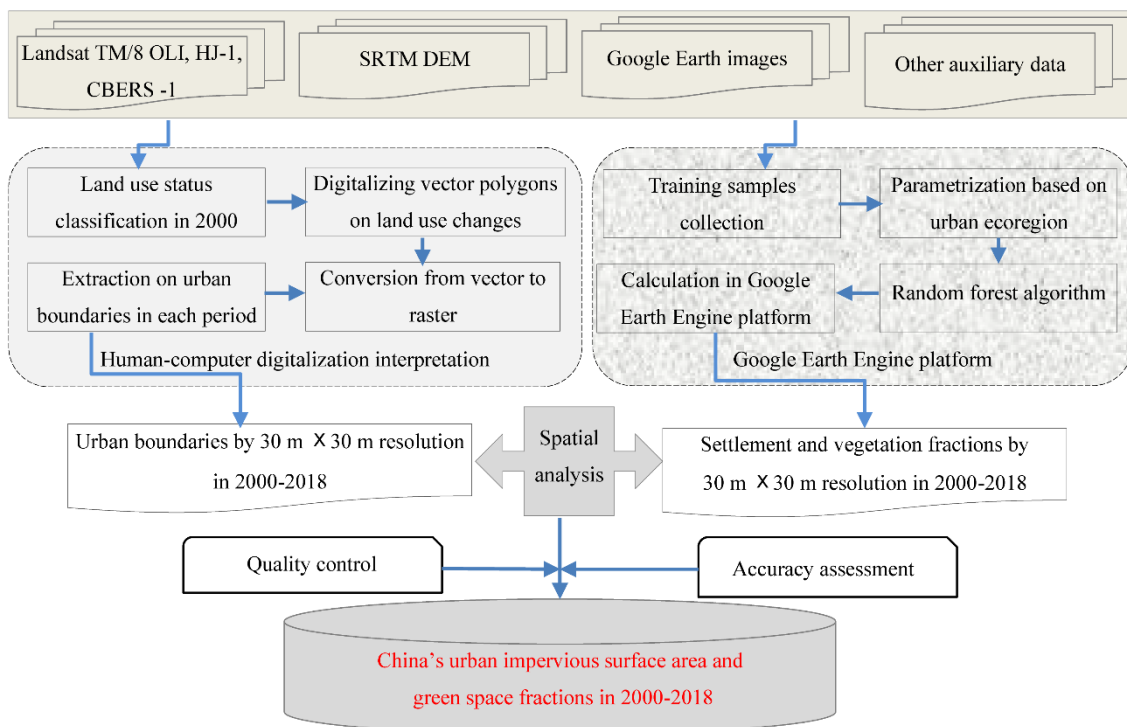 Landsat TM/8 OLI, HJ-1,
CBERS -1
SRTM DEM
Google Earth images
Other auxiliary data
Land use status
classification in 2000
Digitalizing vector polygons
on land use changes
Extraction on urban
boundaries in each period
Conversion from vector to
raster
Human-computer digitalization interpretation
Training samples
collection
Parametrization based on
urban ecoregion
Calculation in Google
Earth Engine platform
Random forest algorithm
Google Earth Engine platform
Urban boundaries by 30 m × 30 m resolution
in 2000-2018
Spatial
analysis
Settlement and vegetation fractions by
30 m × 30 m resolution in 2000-2018
Quality control
Accuracy assessment
China's urban impervious surface area and
green space fractions in 2000-2018